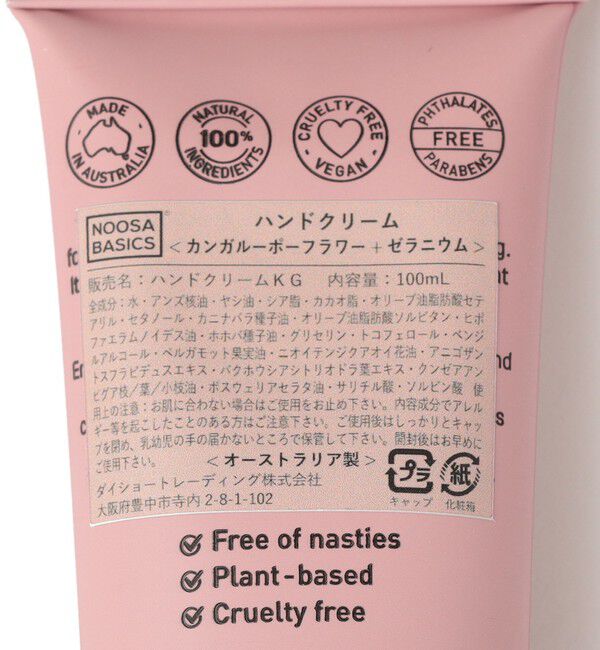 MADE IN AUSTRALIA
NATURAL 100% INGREDIENTS
CRUELTY FREE VEGAN
PHTHALATES FREE PARABENS
NOOSA
BASICS
ハンドクリーム
＜カンガルーポーフラワー＋ゼラニウム＞
販売名：ハンドクリームＫＧ 内容量：100mL
全成分：水・アンズ核油・ヤシ油・シア脂・カカオ脂・オリーブ油脂肪酸セテ
アリル・セタノール・カニナバラ種子油・オリーブ油脂肪酸ソルビタン・ヒポ
ファエラムノイデス油・ホホバ種子油・グリセリン・トコフェロール・ベンジ
ルアルコール・ベルガモット果実油・ニオイテンジクアオイ花油・アニゴザン
トスフラビデュスエキス・バクホウシアシトリオドラ葉エキス・クンゼアアン
ビグア枝／葉／小核油・ボスウェリアセラタ油・サリチル酸・ソルビン酸 使
用上の注意：お肌に合わない場合はご使用をお止め下さい。内容成分でアレル
ギー等を起こしたことのある方はご注意下さい。ご使用後はしっかりとキャッ
プを閉め、乳幼児の手の届かないところで保管して下さい。開封後はお早めに
ご使用下さい。
＜オーストラリア製＞
ダイショートレーディング株式会社
大阪府豊中市寺内 2-8-1-102
プラ
キャップ
紙
化粧箱
Free of nasties
Plant-based
Cruelty free